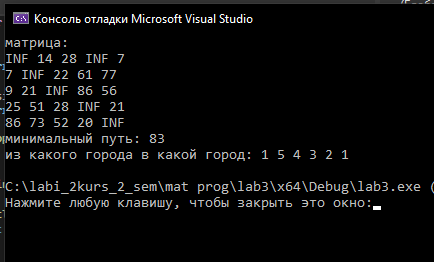 Консоль отладки Microsoft Visual Studio
матрица:
INF 14 28 INF 7
7 INF 22 61 77
9 21 INF 86 56
25 51 28 INF 21
86 73 52 20 INF
минимальный путь: 83
из какого города в какой город: 1 5 4 3 2 1
C:\labi_2kurs_2_sem\mat prog\lab3\x64\Debug\lab3.exe (
Нажмите любую клавишу, чтобы закрыть это окно: